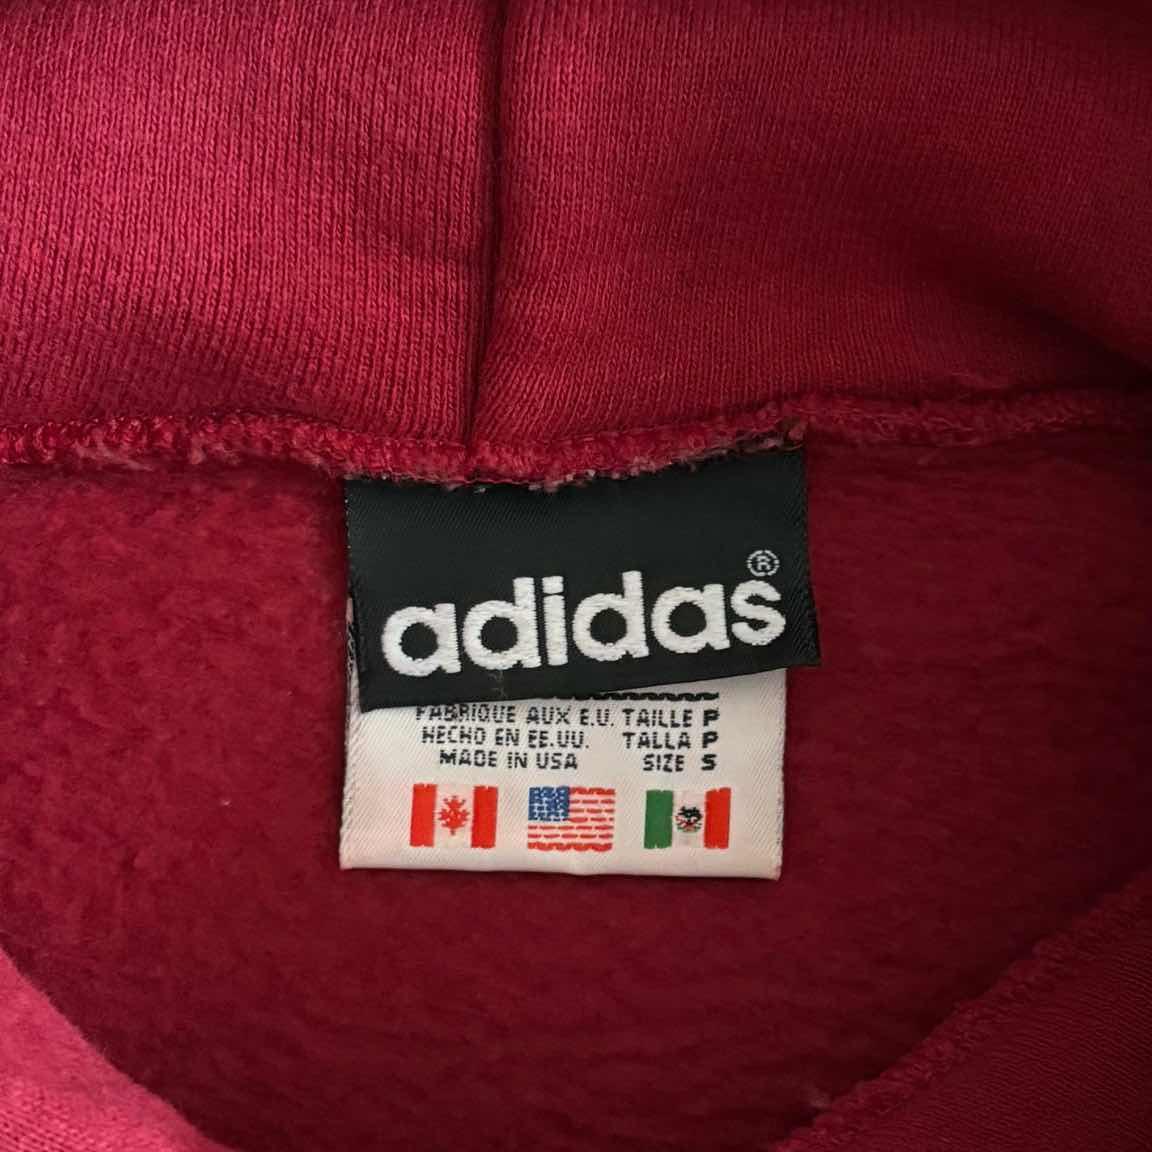 adidas®
FABRIQUE AUX E.U. TAILLE P
HECHO EN EE.UU. TALLA P
MADE IN USA SIZE S